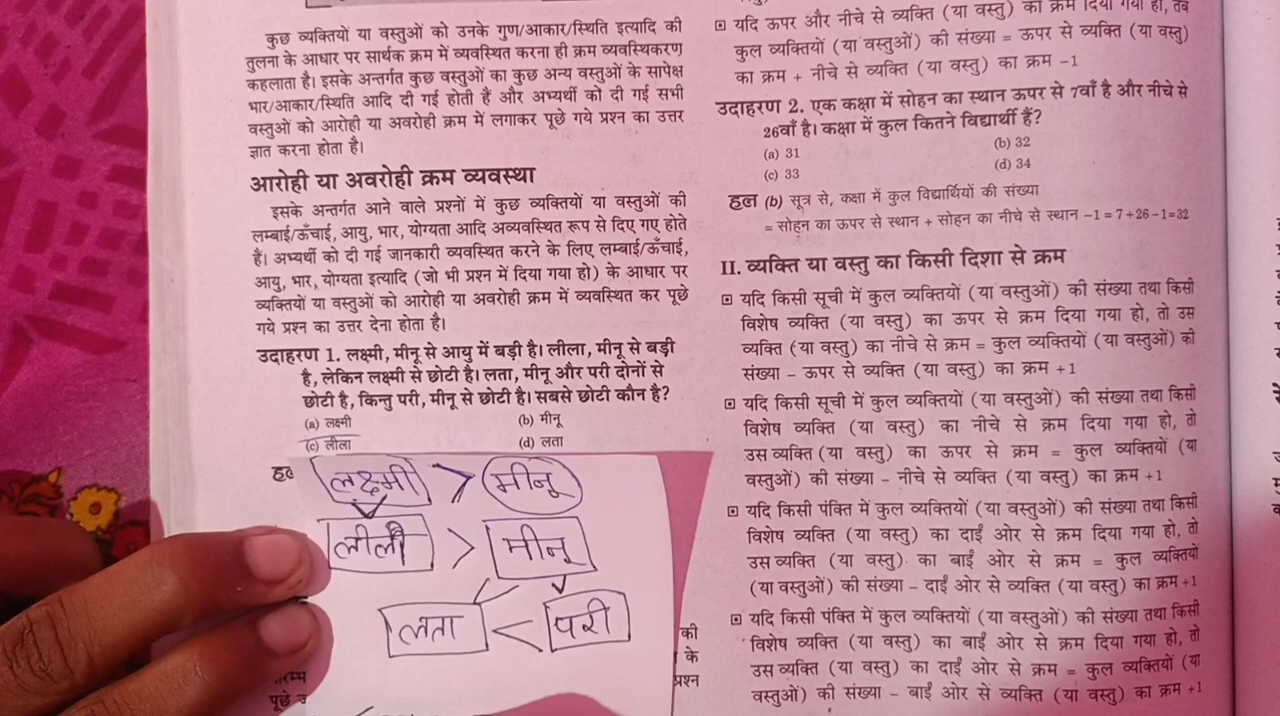 कुछ व्यक्तियों या वस्तुओं को उनके गुण/आकार/स्थिति इत्यादि की
तुलना के आधार पर सार्थक क्रम में व्यवस्थित करना ही क्रम व्यवस्थिकरण
कहलाता है। इसके अन्तर्गत कुछ वस्तुओं का कुछ अन्य वस्तुओं के सापेक्ष
भार/आकार/स्थिति आदि दी गई होती हैं और अभ्यर्थी को दी गई सभी
वस्तुओं को आरोही या अवरोही क्रम में लगाकर पूछे गये प्रश्न का उत्तर
ज्ञात करना होता है।
आरोही या अवरोही क्रम व्यवस्था
इसके अन्तर्गत आने वाले प्रश्नों में कुछ व्यक्तियों या वस्तुओं की
लम्बाई/ऊँचाई, आयु, भार, योग्यता आदि अव्यवस्थित रूप से दिए गए होते
हैं। अभ्यर्थी को दी गई जानकारी व्यवस्थित करने के लिए लम्बाई/ऊँचाई,
आयु, भार, योग्यता इत्यादि (जो भी प्रश्न में दिया गया हो) के आधार पर
व्यक्तियों या वस्तुओं को आरोही या अवरोही क्रम में व्यवस्थित कर पूछे
गये प्रश्न का उत्तर देना होता है।
उदाहरण 1. लक्ष्मी, मीनू से आयु में बड़ी है। लीला, मीनू से बड़ी
है, लेकिन लक्ष्मी से छोटी है। लता, मीनू और परी दोनों से
छोटी है, किन्तु परी, मीनू से छोटी है। सबसे छोटी कौन है?
(a) लक्ष्मी (b) मीनू
(c) लीला (d) लता
लक्ष्मी > मीनू
लीली > मीनू
लता < परी
पूछे
यदि ऊपर और नीचे से व्यक्ति (या वस्तु) का क्रम दिया गया हो, तब
कुल व्यक्तियों (या वस्तुओं) की संख्या = ऊपर से व्यक्ति (या वस्तु)
का क्रम + नीचे से व्यक्ति (या वस्तु) का क्रम -1
उदाहरण 2. एक कक्षा में सोहन का स्थान ऊपर से 7वाँ है और नीचे से
26वाँ है। कक्षा में कुल कितने विद्यार्थी हैं?
(a) 31 (b) 32
(c) 33 (d) 34
हल (b) सूत्र से, कक्षा में कुल विद्यार्थियों की संख्या
= सोहन का ऊपर से स्थान + सोहन का नीचे से स्थान -1 = 7 + 26 -1=32
II. व्यक्ति या वस्तु का किसी दिशा से क्रम
यदि किसी सूची में कुल व्यक्तियों (या वस्तुओं) की संख्या तथा किसी
विशेष व्यक्ति (या वस्तु) का ऊपर से क्रम दिया गया हो, तो उस
व्यक्ति (या वस्तु) का नीचे से क्रम = कुल व्यक्तियों (या वस्तुओं) की
संख्या - ऊपर से व्यक्ति (या वस्तु) का क्रम +1
यदि किसी सूची में कुल व्यक्तियों (या वस्तुओं) की संख्या तथा किसी
विशेष व्यक्ति (या वस्तु) का नीचे से क्रम दिया गया हो, तो
उस व्यक्ति (या वस्तु) का ऊपर से क्रम = कुल व्यक्तियों (या
वस्तुओं) की संख्या - नीचे से व्यक्ति (या वस्तु) का क्रम +1
यदि किसी पंक्ति में कुल व्यक्तियों (या वस्तुओं) की संख्या तथा किसी
विशेष व्यक्ति (या वस्तु) का दाईं ओर से क्रम दिया गया हो, तो
उस व्यक्ति (या वस्तु) का बाईं ओर से क्रम = कुल व्यक्तियों
(या वस्तुओं) की संख्या - दाईं ओर से व्यक्ति (या वस्तु) का क्रम +1
यदि किसी पंक्ति में कुल व्यक्तियों (या वस्तुओं) की संख्या तथा किसी
विशेष व्यक्ति (या वस्तु) का बाईं ओर से क्रम दिया गया हो, तो
उस व्यक्ति (या वस्तु) का दाईं ओर से क्रम = कुल व्यक्तियों (या
वस्तुओं) की संख्या - बाईं ओर से व्यक्ति (या वस्तु) का क्रम +1
की
के
प्रश्न